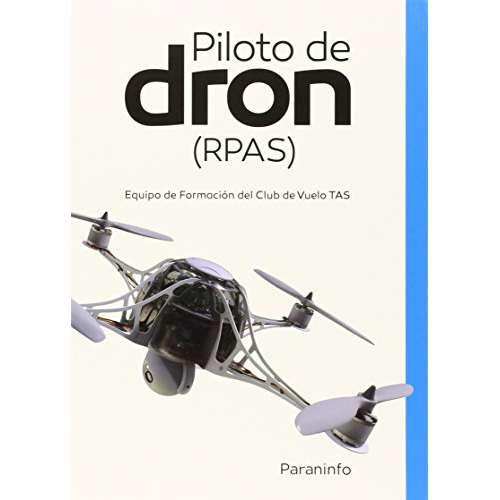 Piloto de
dron
(RPAS)
Equipo de Formación del Club de Vuelo TAS
Paraninfo